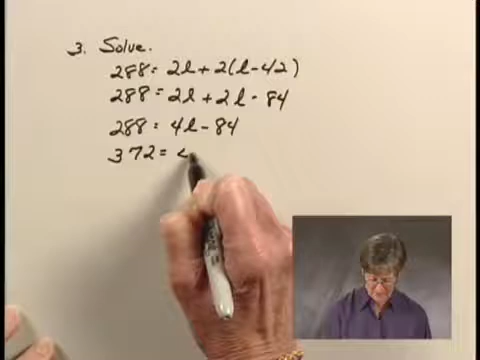 3. Solve.
288 = 2l + 2(l - 42)
288 = 2l + 2l - 84
288 = 4l - 84
372 =